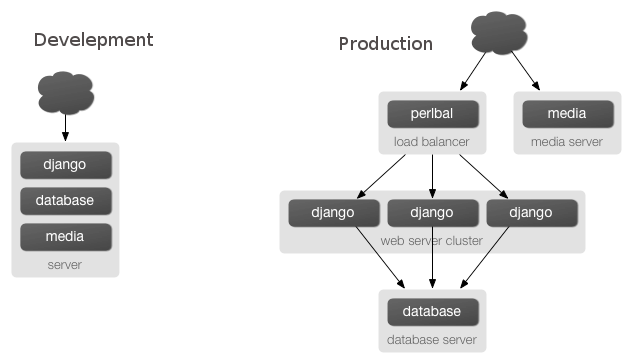 Develepment
django
database
media
server
Production
perlbal
load balancer
media
media server
django django django
web server cluster
database
database server